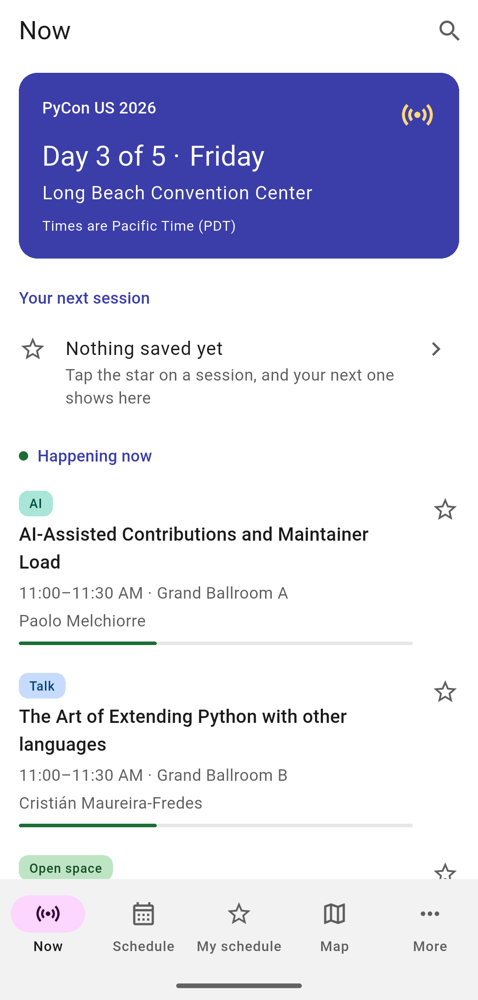 Now
PyCon US 2026
Day 3 of 5 · Friday
Long Beach Convention Center
Times are Pacific Time (PDT)
Your next session
Nothing saved yet
Tap the star on a session, and your next one
shows here
Happening now
AI
AI-Assisted Contributions and Maintainer
Load
11:00–11:30 AM · Grand Ballroom A
Paolo Melchiorre
Talk
The Art of Extending Python with other
languages
11:00–11:30 AM · Grand Ballroom B
Cristián Maureira-Fredes
Open space
Now
Schedule
My schedule
Map
More